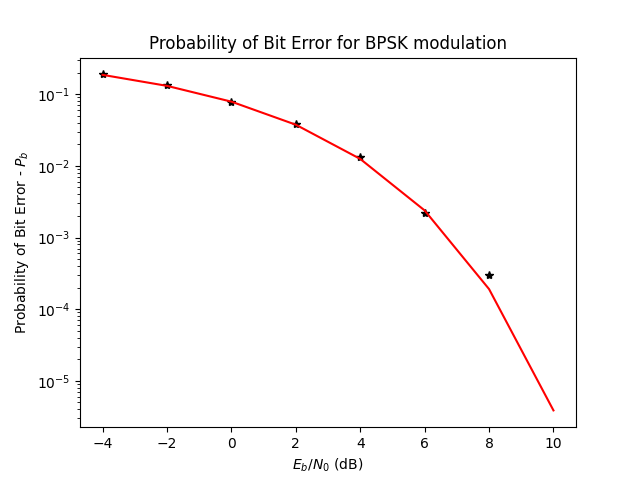 Probability of Bit Error for BPSK modulation
Probability of Bit Error - P_b
10^{-1}
10^{-2}
10^{-3}
10^{-4}
10^{-5}
−4 −2 0 2 4 6 8 10
E_b/N_0 (dB)